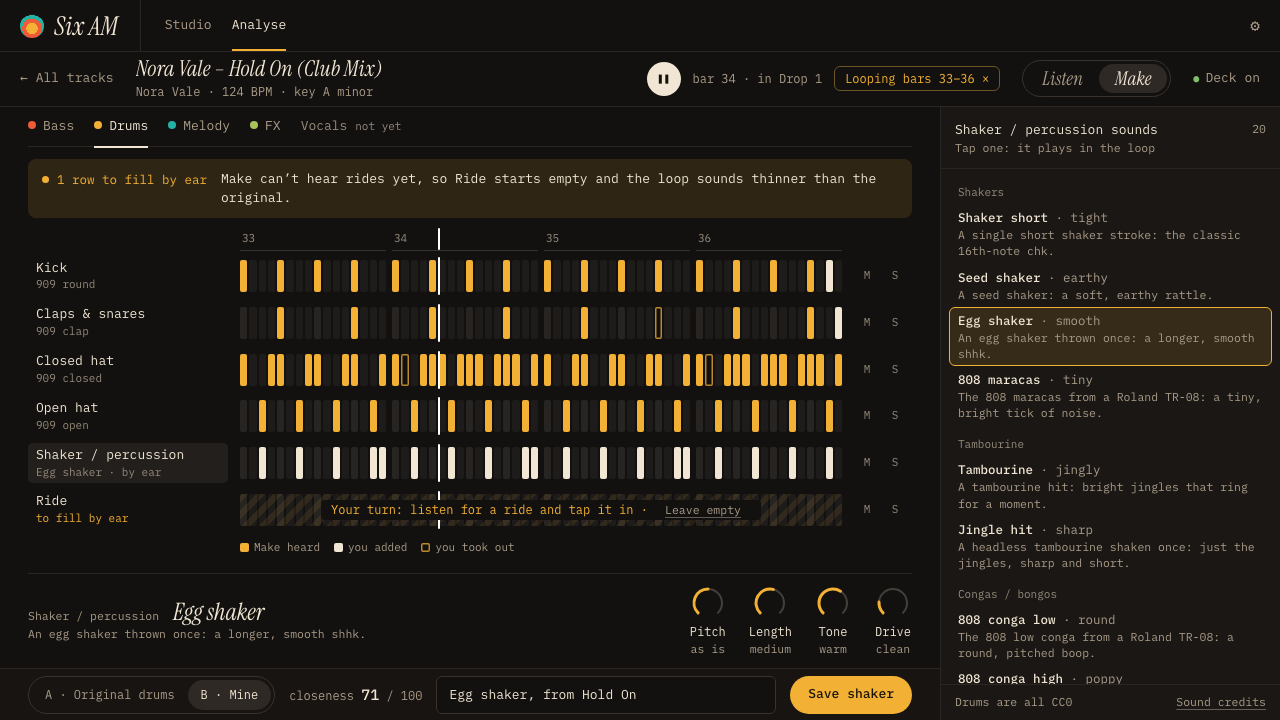 Six AM
Studio
Analyse
← All tracks
Nora Vale – Hold On (Club Mix)
Nora Vale · 124 BPM · key A minor
bar 34 · in Drop 1
Looping bars 33–36 ×
Listen
Make
Deck on
Bass
Drums
Melody
FX
Vocals not yet
1 row to fill by ear
Make can’t hear rides yet, so Ride starts empty and the loop sounds thinner than the
original.
33
34
35
36
Kick
909 round
M S
Claps & snares
909 clap
M S
Closed hat
909 closed
M S
Open hat
909 open
M S
Shaker / percussion
Egg shaker · by ear
M S
Ride
to fill by ear
Your turn: listen for a ride and tap it in ·
Leave empty
M S
Make heard
you added
you took out
Shaker / percussion
Egg shaker
An egg shaker thrown once: a longer, smooth shhk.
Pitch
as is
Length
medium
Tone
warm
Drive
clean
A · Original drums
B · Mine
closeness 71 / 100
Egg shaker, from Hold On
Save shaker
Shaker / percussion sounds
20
Tap one: it plays in the loop
Shakers
Shaker short · tight
A single short shaker stroke: the classic
16th-note chk.
Seed shaker · earthy
A seed shaker: a soft, earthy rattle.
Egg shaker · smooth
An egg shaker thrown once: a longer, smooth
shhk.
808 maracas · tiny
The 808 maracas from a Roland TR-08: a tiny,
bright tick of noise.
Tambourine
Tambourine · jingly
A tambourine hit: bright jingles that ring
for a moment.
Jingle hit · sharp
A headless tambourine shaken once: just the
jingles, sharp and short.
Congas / bongos
808 conga low · round
The 808 low conga from a Roland TR-08: a
round, pitched boop.
808 conga high · poppy
Drums are all CC0
Sound credits